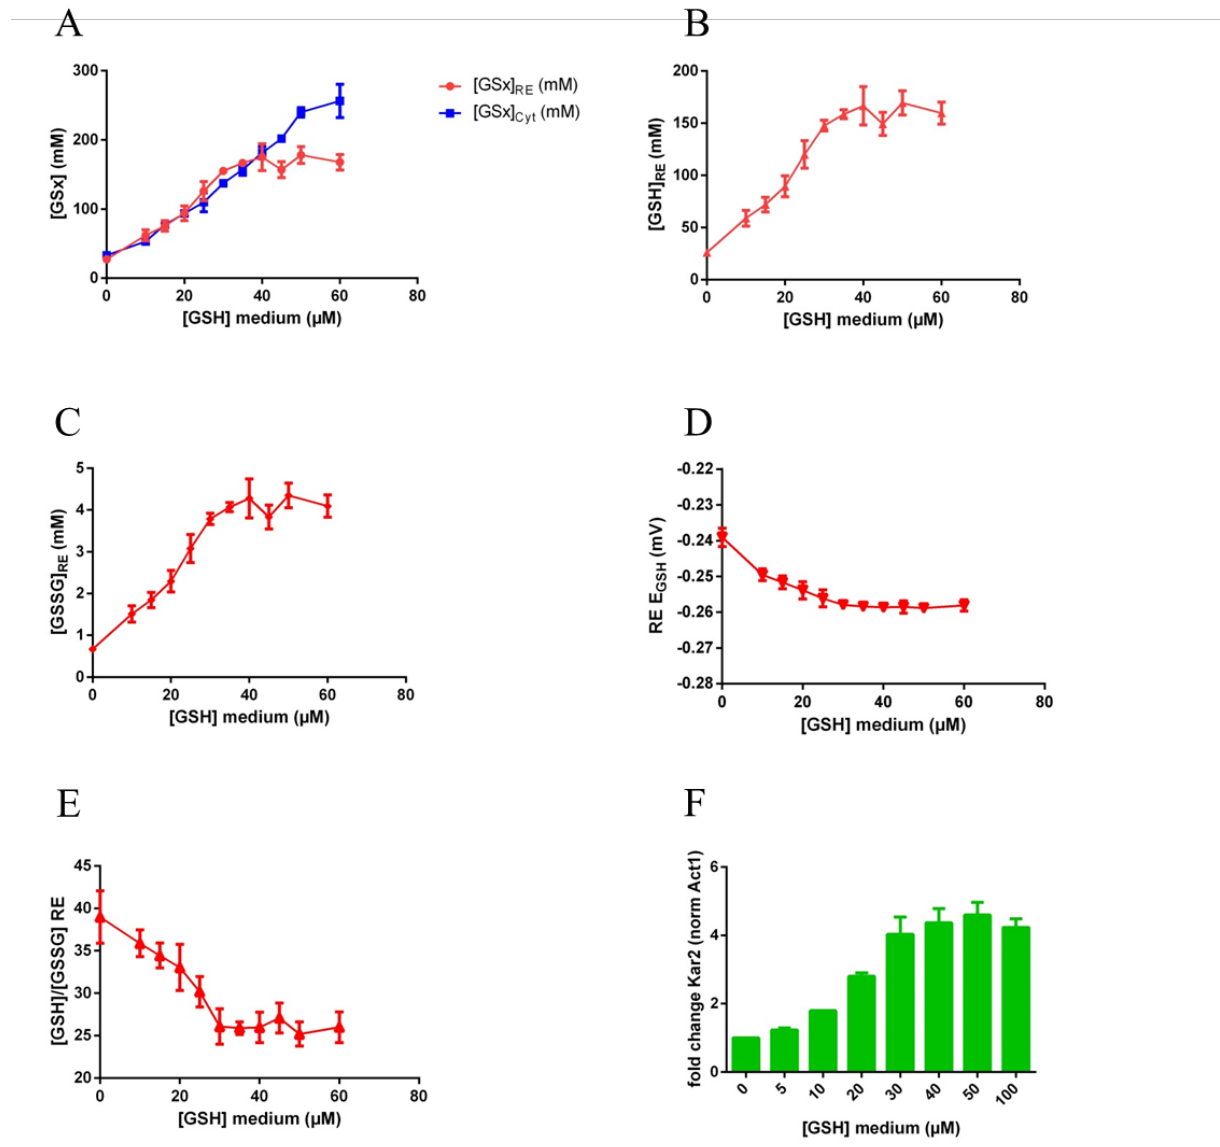 A
300
200
100
0
[GSx] (mM)
0 20 40 60 80
[GSH] medium (µM)
[GSx]RE (mM)
[GSx]Cyt (mM)
B
200
150
100
50
0
[GSH]RE (mM)
0 20 40 60 80
[GSH] medium (µM)
C
5
4
3
2
1
0
[GSSG]RE (mM)
0 20 40 60 80
[GSH] medium (µM)
D
-0.22
-0.23
-0.24
-0.25
-0.26
-0.27
-0.28
RE EGSH (mV)
0 20 40 60 80
[GSH] medium (µM)
E
45
40
35
30
25
20
[GSH]/[GSSG] RE
0 20 40 60 80
[GSH] medium (µM)
F
6
4
2
0
fold change Kar2 (norm Act1)
0 5 10 20 30 40 50 100
[GSH] medium (µM)